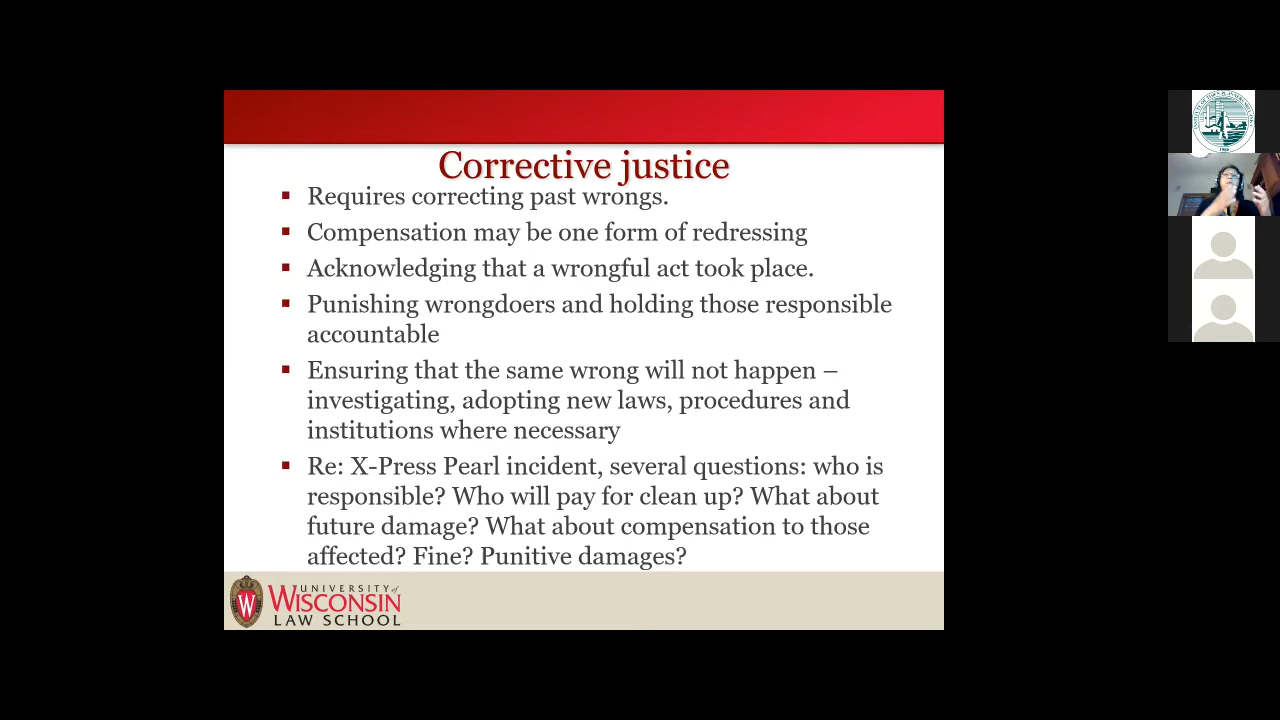 Corrective justice
▪ Requires correcting past wrongs.
▪ Compensation may be one form of redressing
▪ Acknowledging that a wrongful act took place.
▪ Punishing wrongdoers and holding those responsible
accountable
▪ Ensuring that the same wrong will not happen –
investigating, adopting new laws, procedures and
institutions where necessary
▪ Re: X-Press Pearl incident, several questions: who is
responsible? Who will pay for clean up? What about
future damage? What about compensation to those
affected? Fine? Punitive damages?
UNIVERSITY of
WISCONSIN
LAW SCHOOL
W